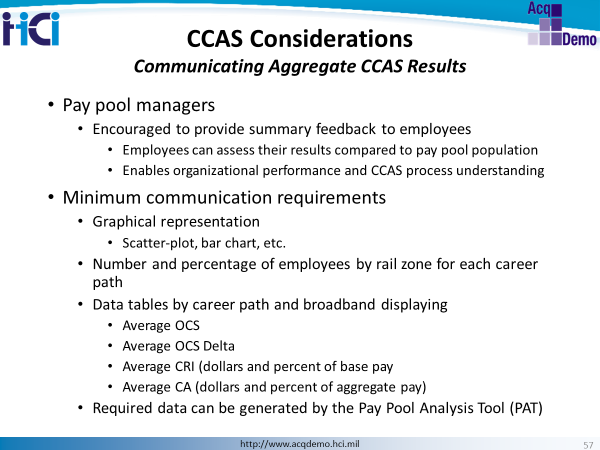 HCi
Acq
Demo
CCAS Considerations
Communicating Aggregate CCAS Results
• Pay pool managers
• Encouraged to provide summary feedback to employees
• Employees can assess their results compared to pay pool population
• Enables organizational performance and CCAS process understanding
• Minimum communication requirements
• Graphical representation
• Scatter-plot, bar chart, etc.
• Number and percentage of employees by rail zone for each career
path
• Data tables by career path and broadband displaying
• Average OCS
• Average OCS Delta
• Average CRI (dollars and percent of base pay
• Average CA (dollars and percent of aggregate pay)
• Required data can be generated by the Pay Pool Analysis Tool (PAT)
http://www.acqdemo.hci.mil
57